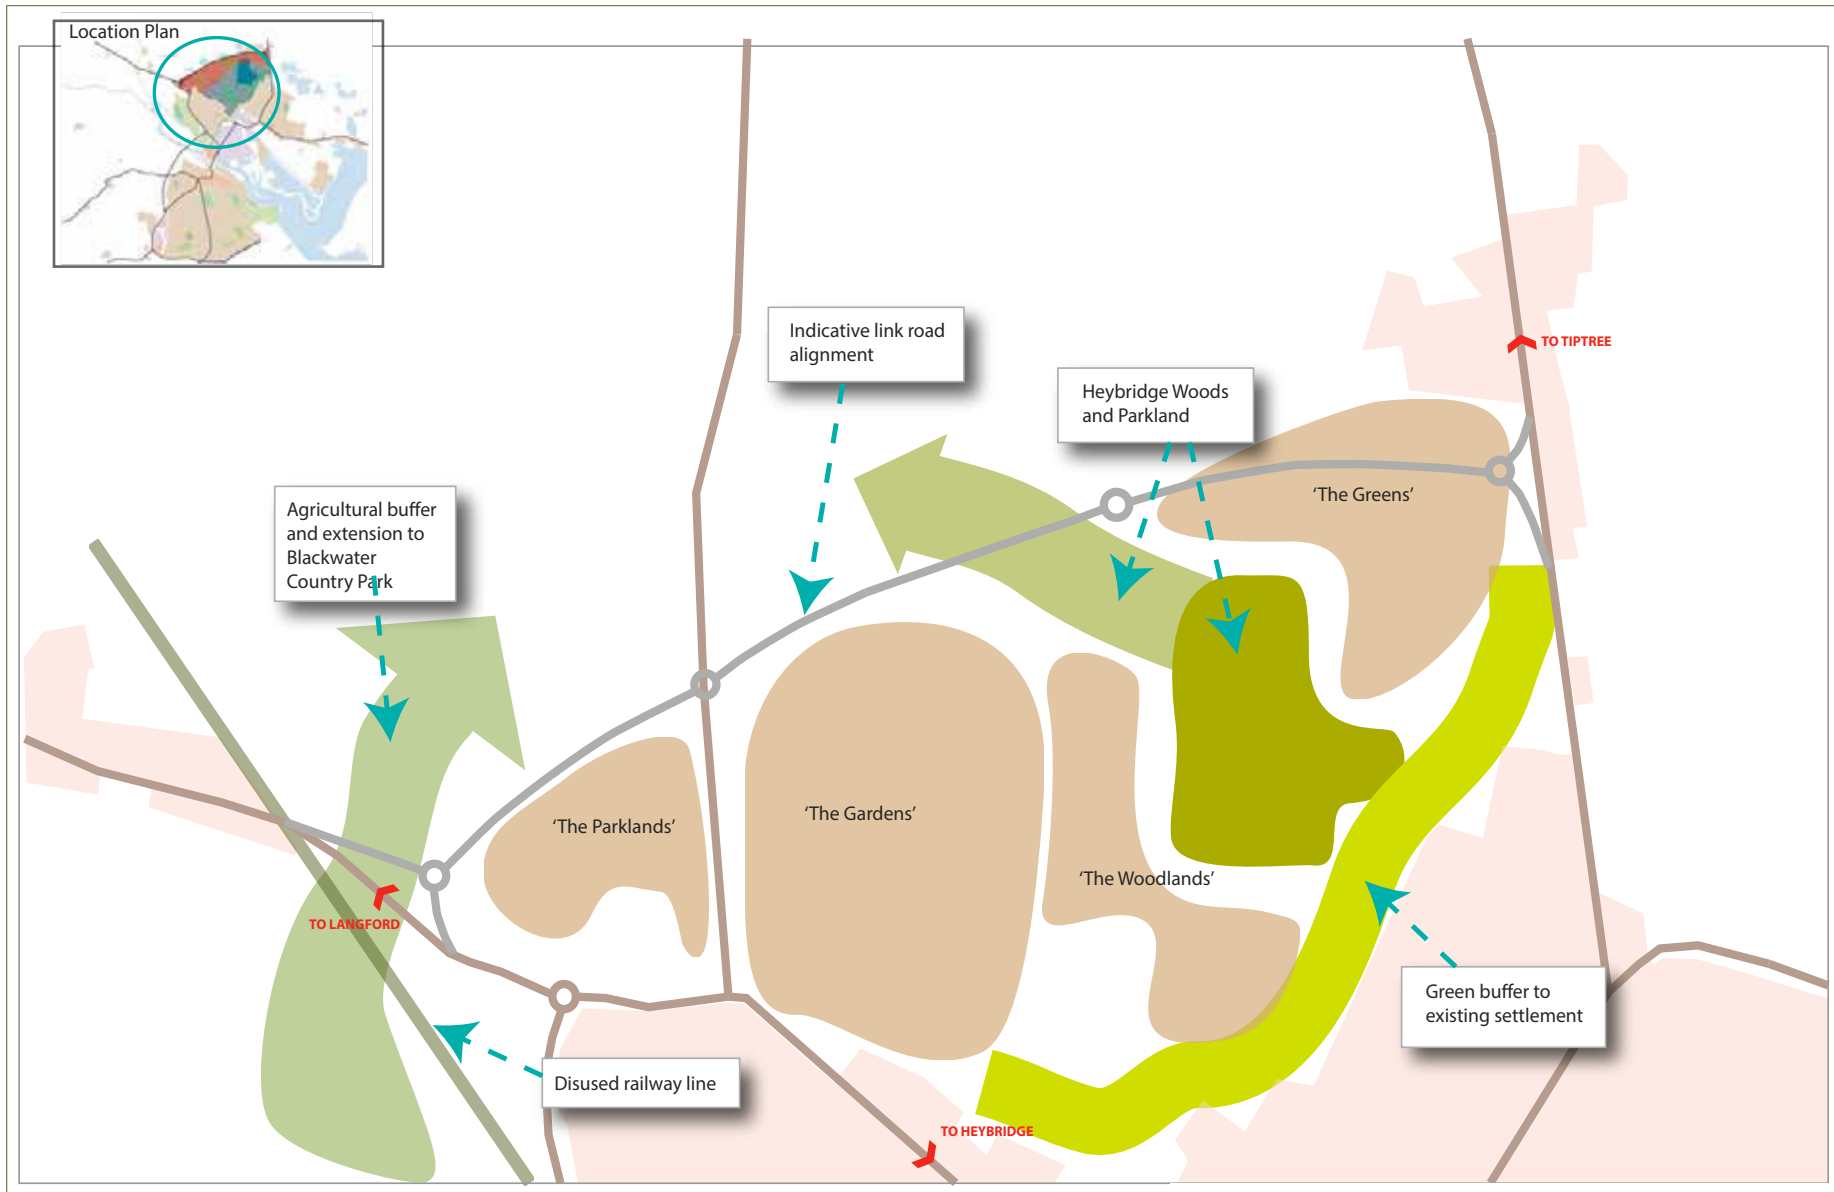 Location Plan
Indicative link road
alignment
Heybridge Woods
and Parkland
TO TIPTREE
Agricultural buffer
and extension to
Blackwater
Country Park
‘The Greens’
‘The Parklands’
‘The Gardens’
‘The Woodlands’
TO LANGFORD
Green buffer to
existing settlement
Disused railway line
TO HEYBRIDGE